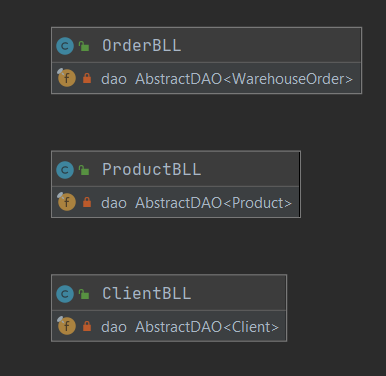 OrderBLL
dao AbstractDAO<WarehouseOrder>
ProductBLL
dao AbstractDAO<Product>
ClientBLL
dao AbstractDAO<Client>